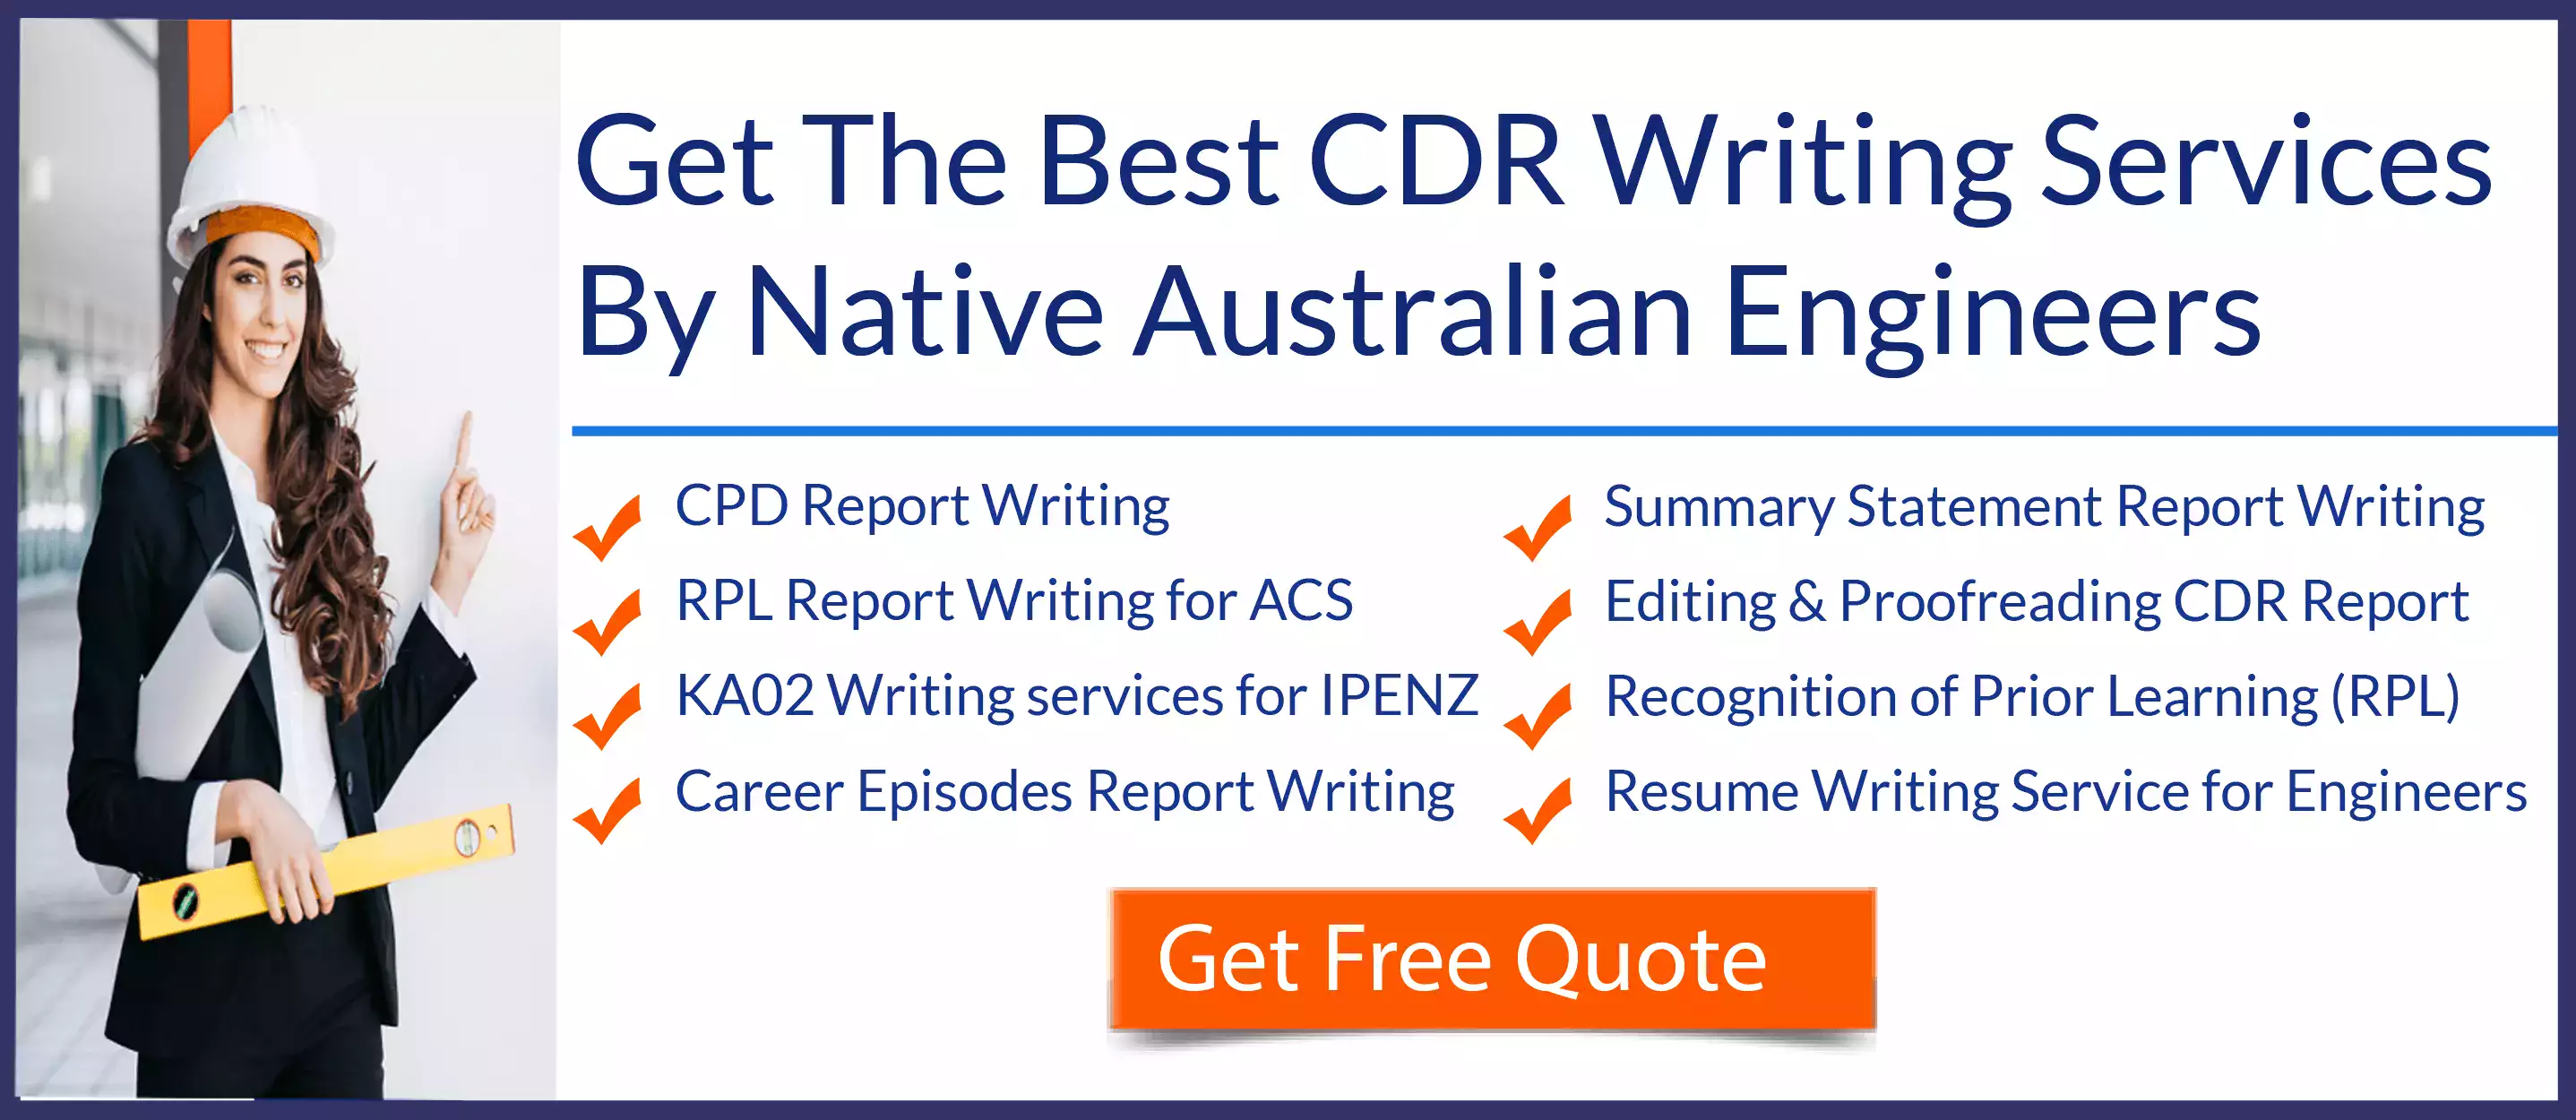 Get The Best CDR Writing Services
By Native Australian Engineers
CPD Report Writing
RPL Report Writing for ACS
KA02 Writing services for IPENZ
Career Episodes Report Writing
Summary Statement Report Writing
Editing & Proofreading CDR Report
Recognition of Prior Learning (RPL)
Resume Writing Service for Engineers
Get Free Quote